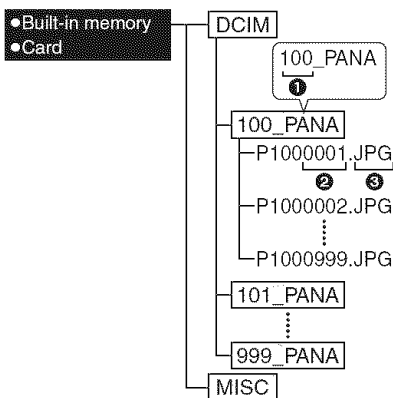 ●Built-in memory
●Card
DCIM
100_PANA
❶
100_PANA
P1000001.JPG
❷ ❸
P1000002.JPG
P1000999.JPG
101_PANA
999_PANA
MISC